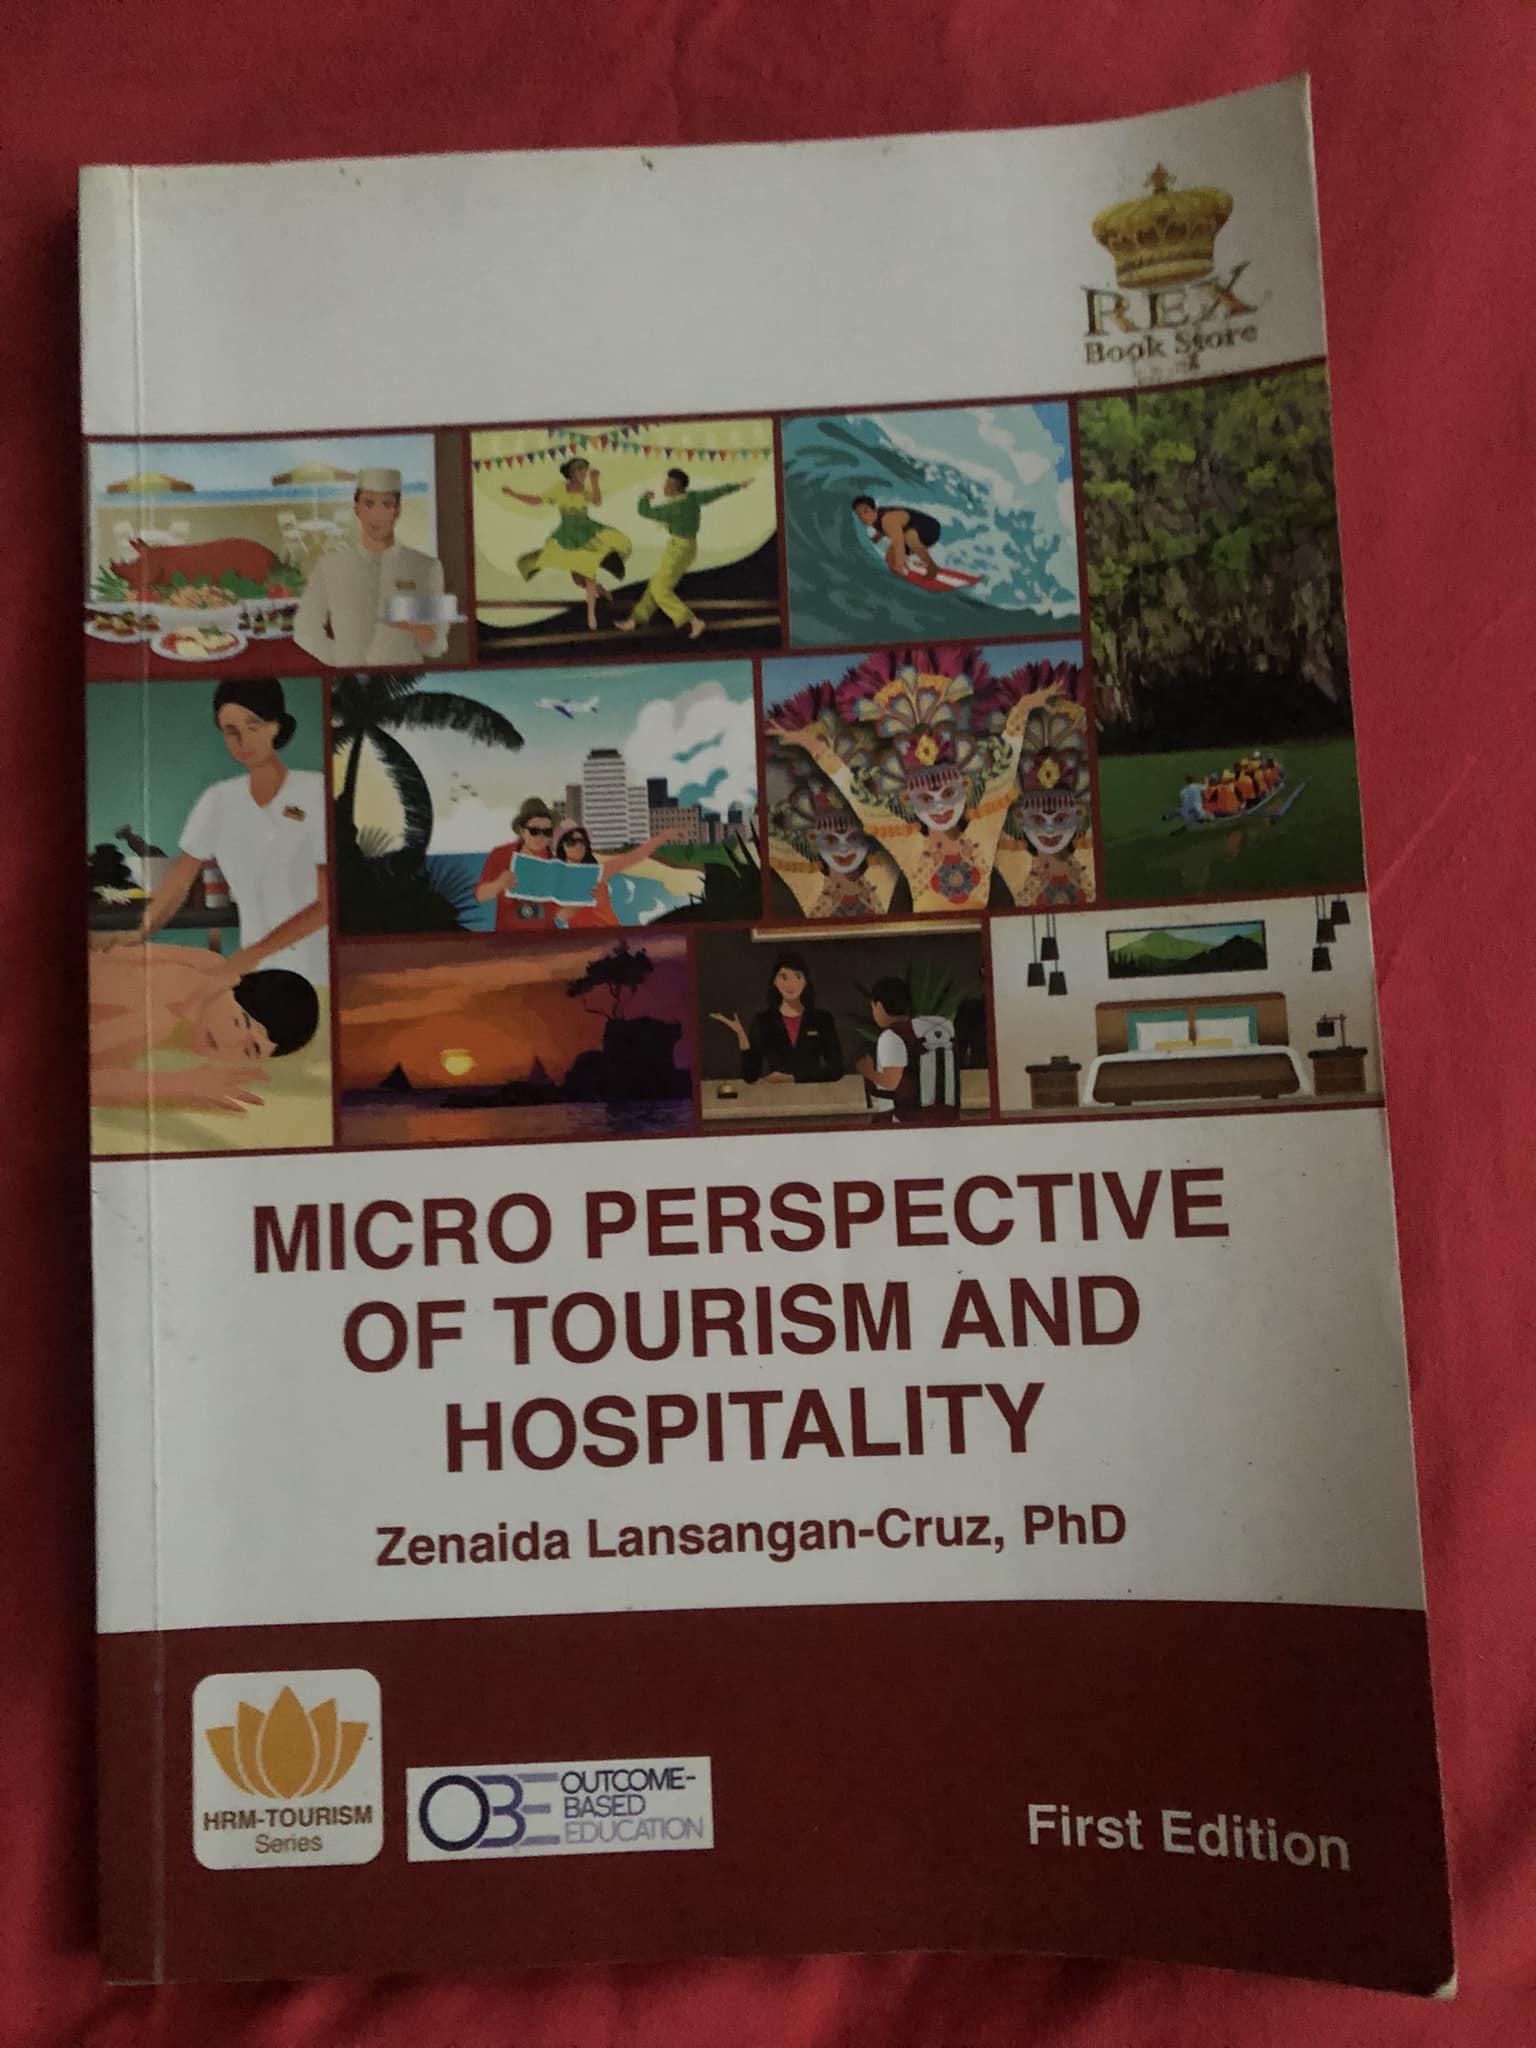 REX
Book Store
MICRO PERSPECTIVE
OF TOURISM AND
HOSPITALITY
Zenaida Lansangan-Cruz, PhD
HRM-TOURISM
Series
OBE
OUTCOME-
BASED
EDUCATION
First Edition